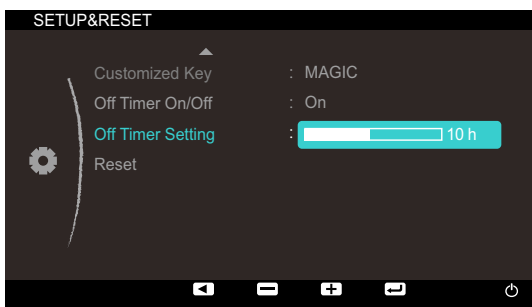 SETUP&RESET
Customized Key : MAGIC
Off Timer On/Off : On
Off Timer Setting : 10 h
Reset